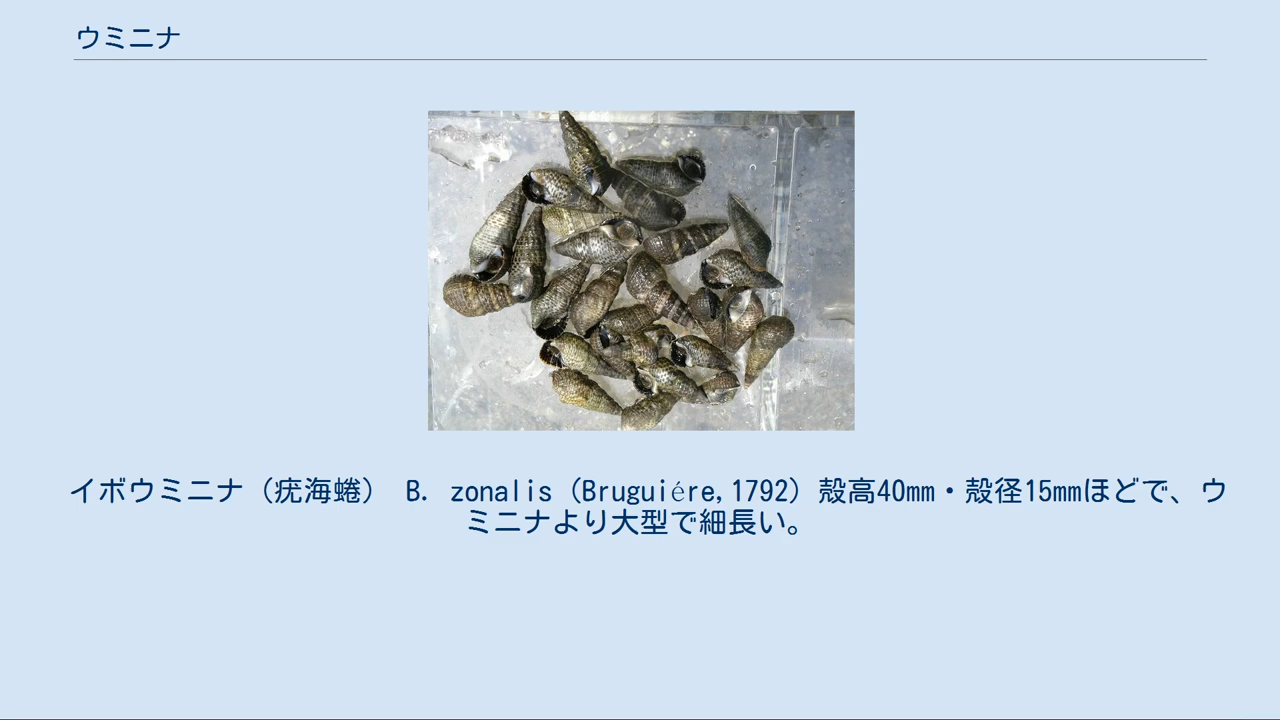 ウミニナ
イボウミニナ（疣海蜷） B. zonalis（Bruguiére,1792）殻高40mm・殻径15mmほどで、ウ
ミニナより大型で細長い。